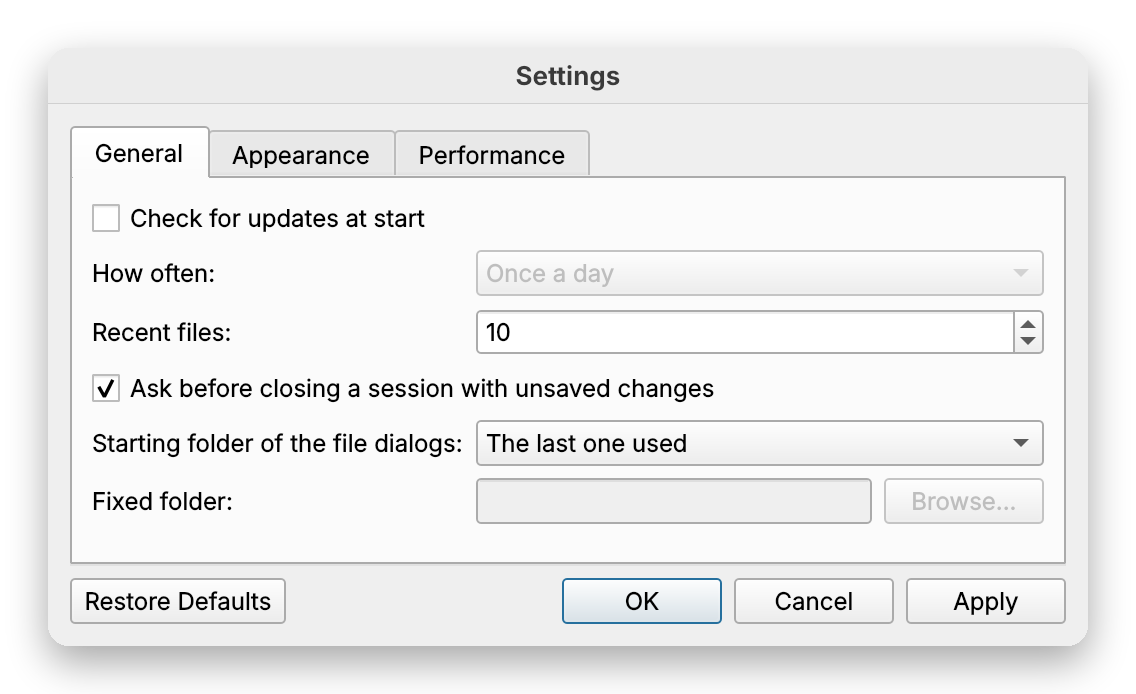 Settings
General
Appearance
Performance
Check for updates at start
How often:
Once a day
Recent files:
10
Ask before closing a session with unsaved changes
Starting folder of the file dialogs:
The last one used
Fixed folder:
Browse...
Restore Defaults
OK
Cancel
Apply